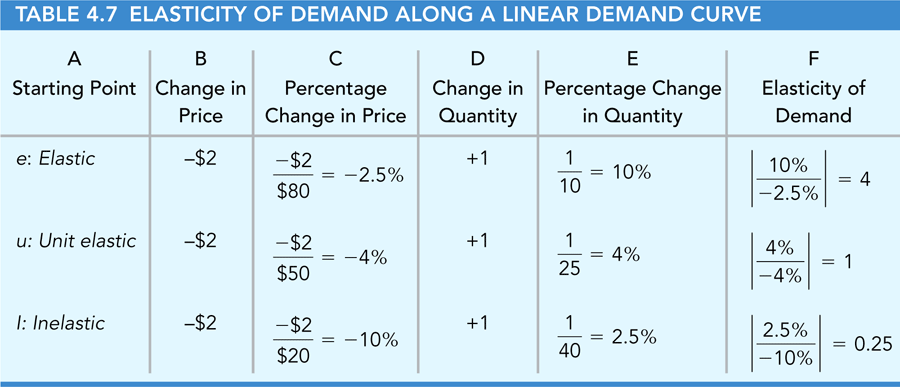 TABLE 4.7 ELASTICITY OF DEMAND ALONG A LINEAR DEMAND CURVE
A B C D E F
Starting Point Change in Percentage Change in Percentage Change Elasticity of
Price Change in Price Quantity in Quantity Demand
e: Elastic –$2 −$2/$80 = −2.5% +1 1/10 = 10% |10%/−2.5%| = 4
u: Unit elastic –$2 −$2/$50 = −4% +1 1/25 = 4% |4%/−4%| = 1
I: Inelastic –$2 −$2/$20 = −10% +1 1/40 = 2.5% |2.5%/−10%| = 0.25